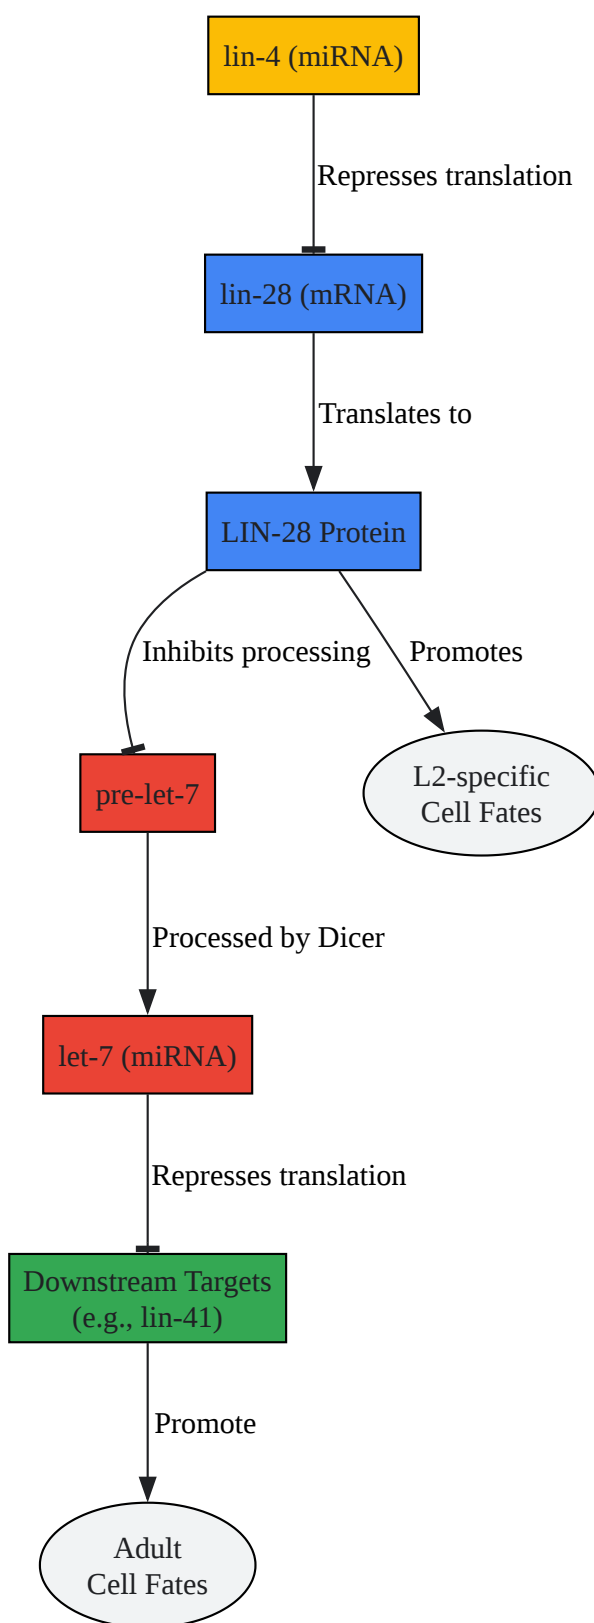 lin-4 (miRNA)
Represses translation
lin-28 (mRNA)
Translates to
LIN-28 Protein
Inhibits processing
Promotes
pre-let-7
L2-specific
Cell Fates
Processed by Dicer
let-7 (miRNA)
Represses translation
Downstream Targets
(e.g., lin-41)
Promote
Adult
Cell Fates